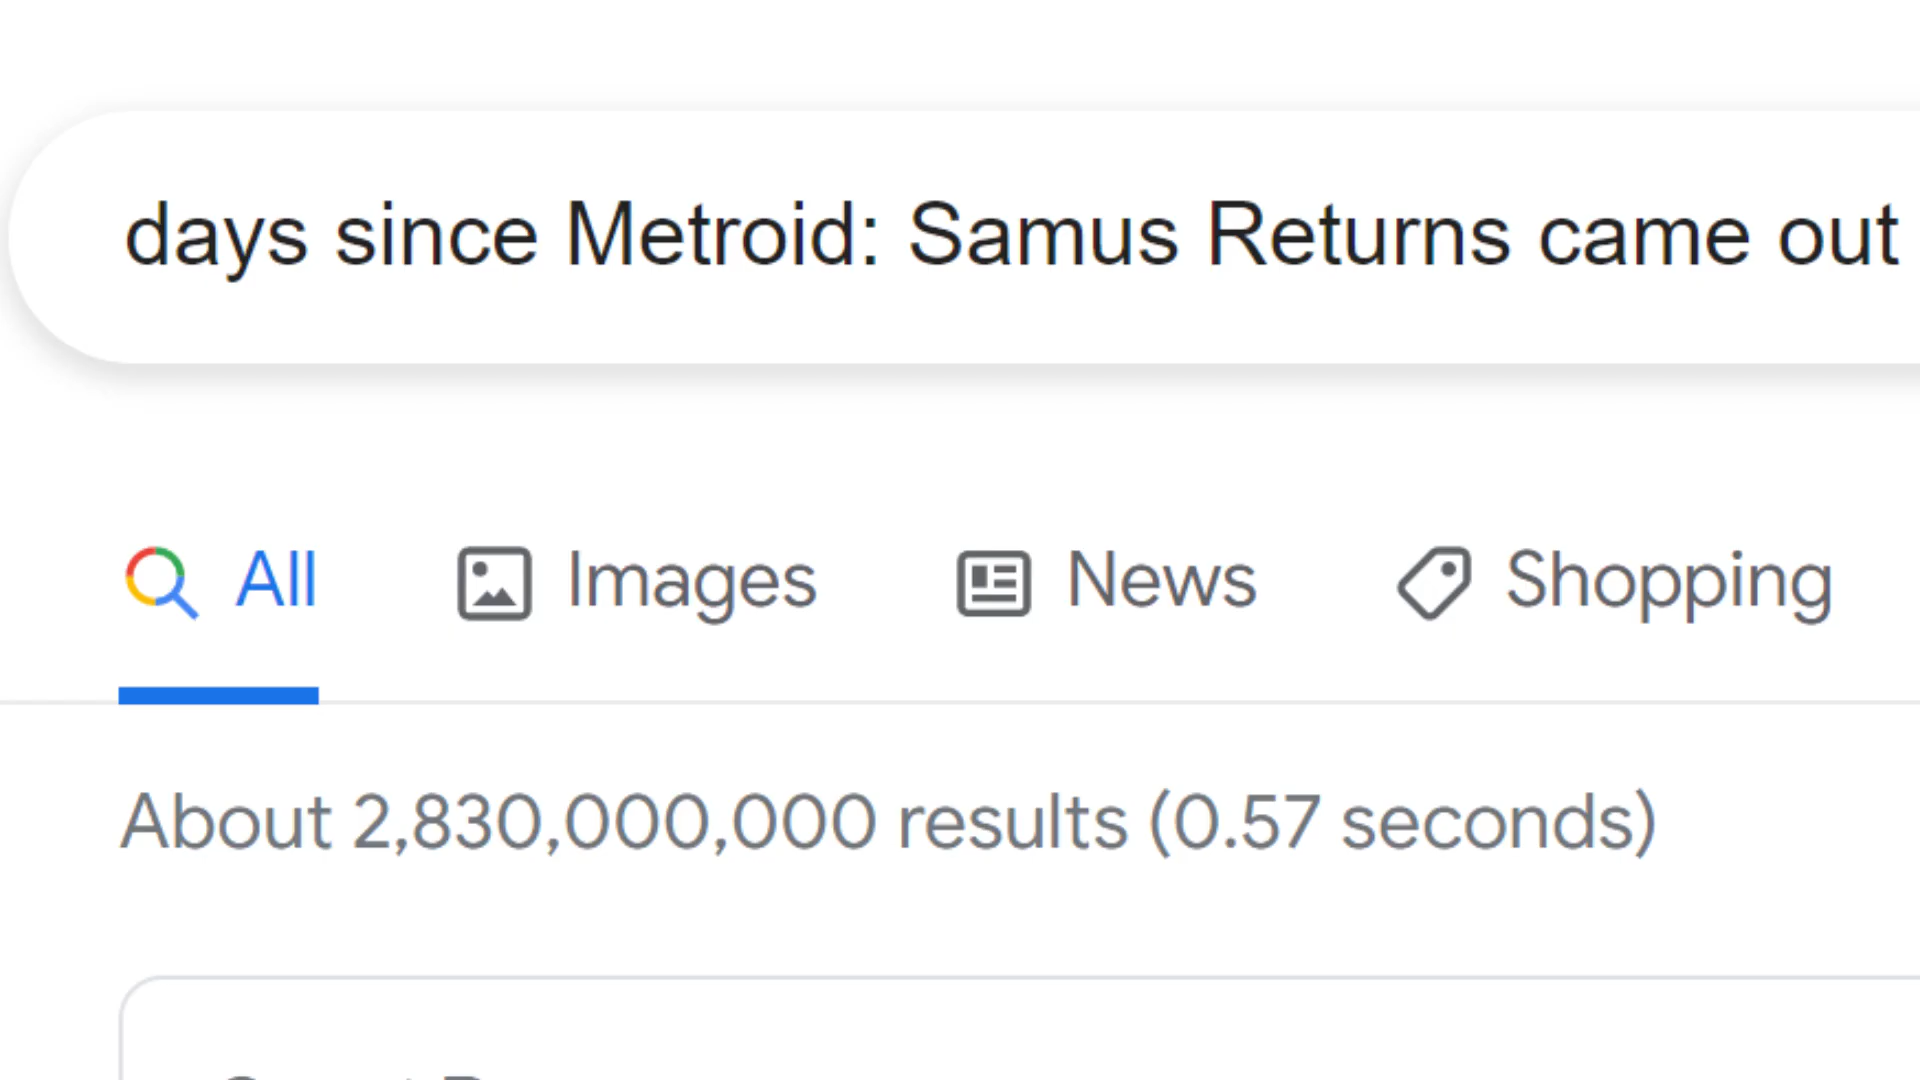 days since Metroid: Samus Returns came out
All Images News Shopping
About 2,830,000,000 results (0.57 seconds)